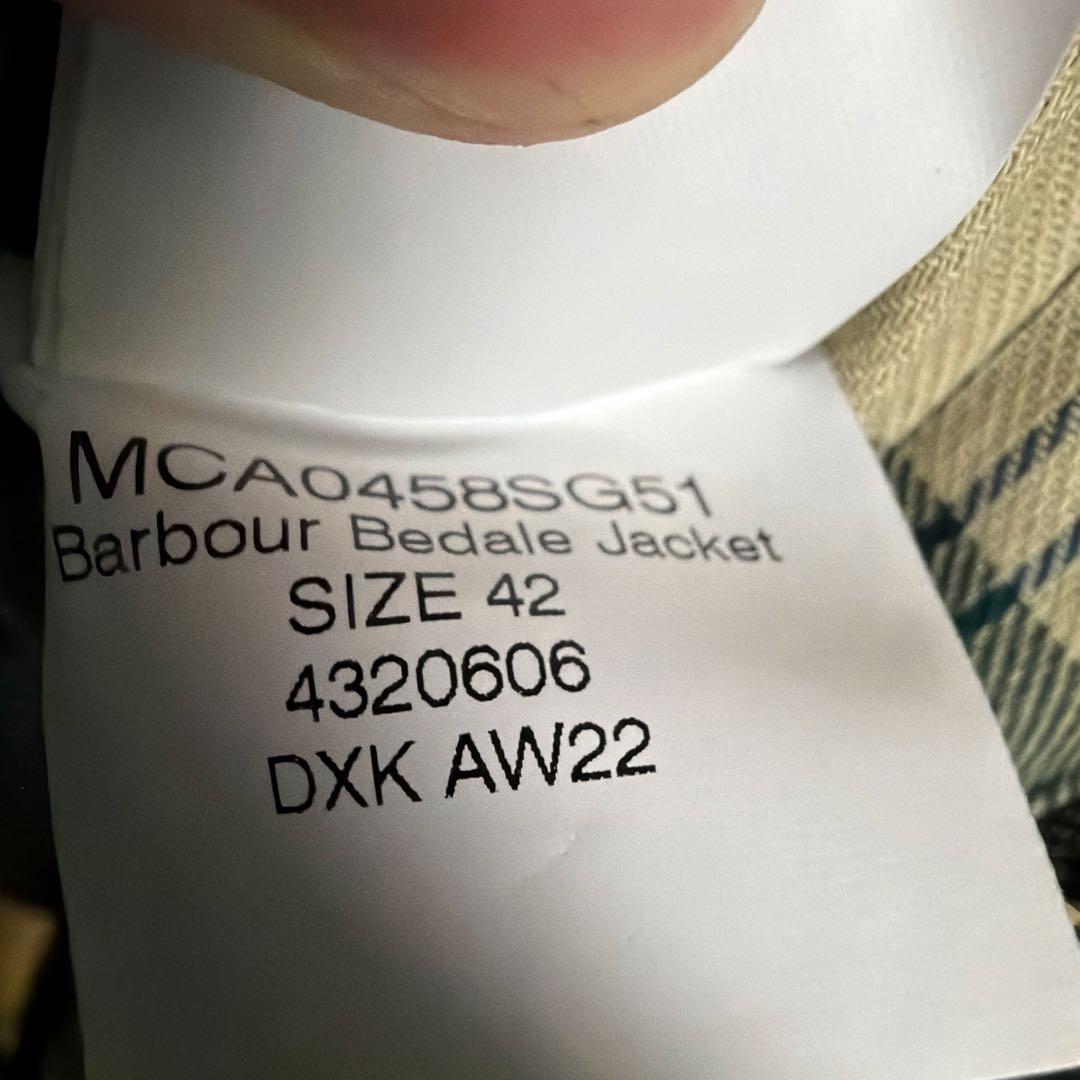 MCA0458SG51
Barbour Bedale Jacket
SIZE 42
4320606
DXK AW22